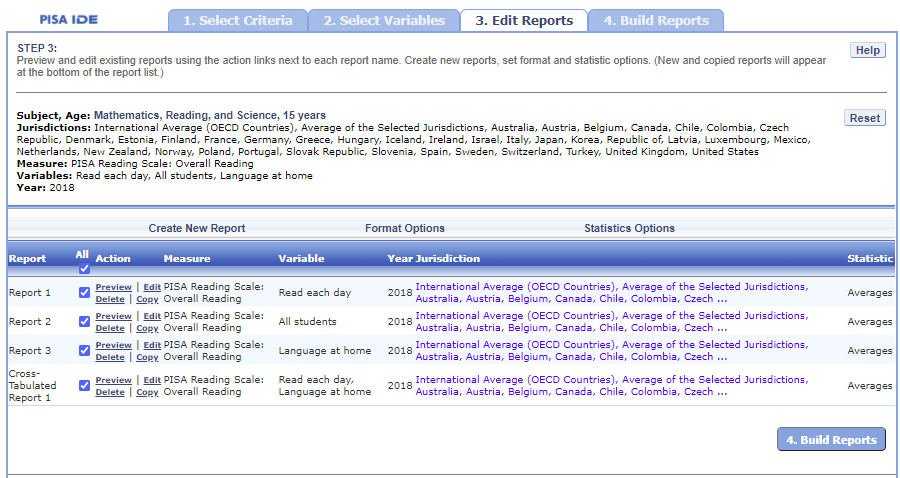 PISA IDE
1. Select Criteria
2. Select Variables
3. Edit Reports
4. Build Reports
STEP 3:
Preview and edit existing reports using the action links next to each report name. Create new reports, set format and statistic options. (New and copied reports will appear
at the bottom of the report list.)
Help
Subject, Age: Mathematics, Reading, and Science, 15 years
Jurisdictions: International Average (OECD Countries), Average of the Selected Jurisdictions, Australia, Austria, Belgium, Canada, Chile, Colombia, Czech
Republic, Denmark, Estonia, Finland, France, Germany, Greece, Hungary, Iceland, Ireland, Israel, Italy, Japan, Korea, Republic of, Latvia, Luxembourg, Mexico,
Netherlands, New Zealand, Norway, Poland, Portugal, Slovak Republic, Slovenia, Spain, Sweden, Switzerland, Turkey, United Kingdom, United States
Measure: PISA Reading Scale: Overall Reading
Variables: Read each day, All students, Language at home
Year: 2018
Reset
Create New Report
Format Options
Statistics Options
Report All Action Measure Variable Year Jurisdiction Statistic
Report 1 Preview | Edit PISA Reading Scale: Read each day 2018 International Average (OECD Countries), Average of the Selected Jurisdictions, Averages
Delete | Copy Overall Reading Australia, Austria, Belgium, Canada, Chile, Colombia, Czech ...
Report 2 Preview | Edit PISA Reading Scale: All students 2018 International Average (OECD Countries), Average of the Selected Jurisdictions, Averages
Delete | Copy Overall Reading Australia, Austria, Belgium, Canada, Chile, Colombia, Czech ...
Report 3 Preview | Edit PISA Reading Scale: Language at home 2018 International Average (OECD Countries), Average of the Selected Jurisdictions, Averages
Delete | Copy Overall Reading Australia, Austria, Belgium, Canada, Chile, Colombia, Czech ...
Cross-
Tabulated Preview | Edit PISA Reading Scale: Read each day, 2018 International Average (OECD Countries), Average of the Selected Jurisdictions, Averages
Report 1 Delete | Copy Overall Reading Language at home Australia, Austria, Belgium, Canada, Chile, Colombia, Czech ...
4. Build Reports